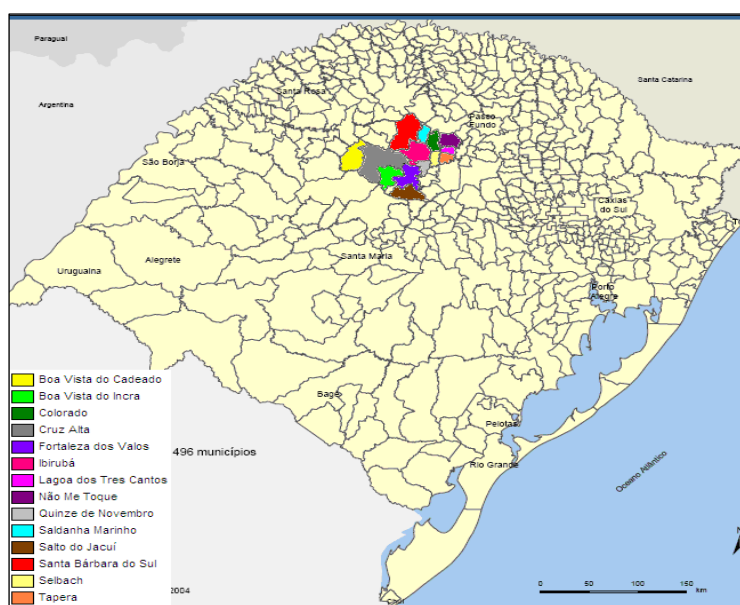 Paraguai
Santa Catarina
Argentina
Santa Rosa
Passo
Fundo
São Borja
Caxias
do Sul
Santa Maria
Alegrete
Uruguaina
Porto
Alegre
Bagé
Pelotas
Rio Grande
Oceano Atlântico
Boa Vista do Cadeado
Boa Vista do Incra
Colorado
Cruz Alta
496 municípios
Fortaleza dos Valos
Ibirubá
Lagoa dos Tres Cantos
Não Me Toque
Quinze de Novembro
Saldanha Marinho
Salto do Jacuí
Santa Bárbara do Sul
Selbach
Tapera
2004
0 50 100 150
km